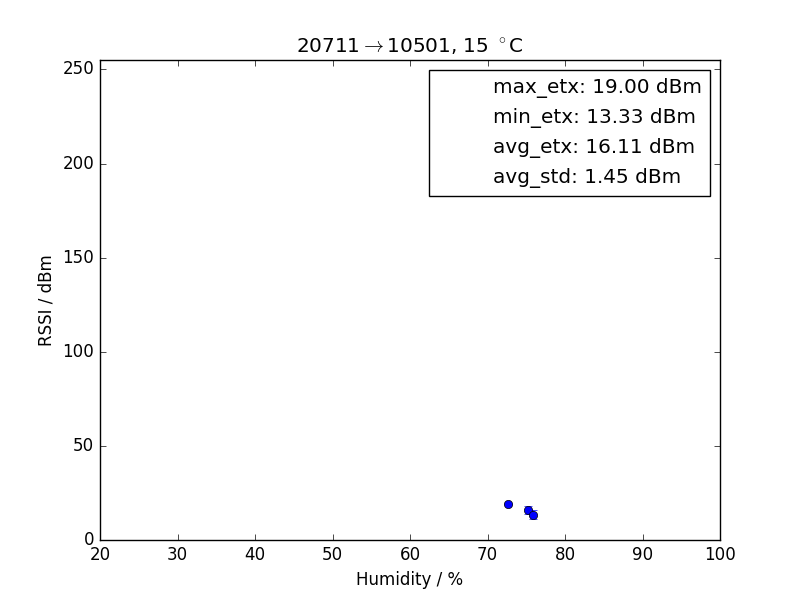 20711→10501, 15 °C
max_etx: 19.00 dBm
min_etx: 13.33 dBm
avg_etx: 16.11 dBm
avg_std: 1.45 dBm
RSSI / dBm
250
200
150
100
50
0
20 30 40 50 60 70 80 90 100
Humidity / %